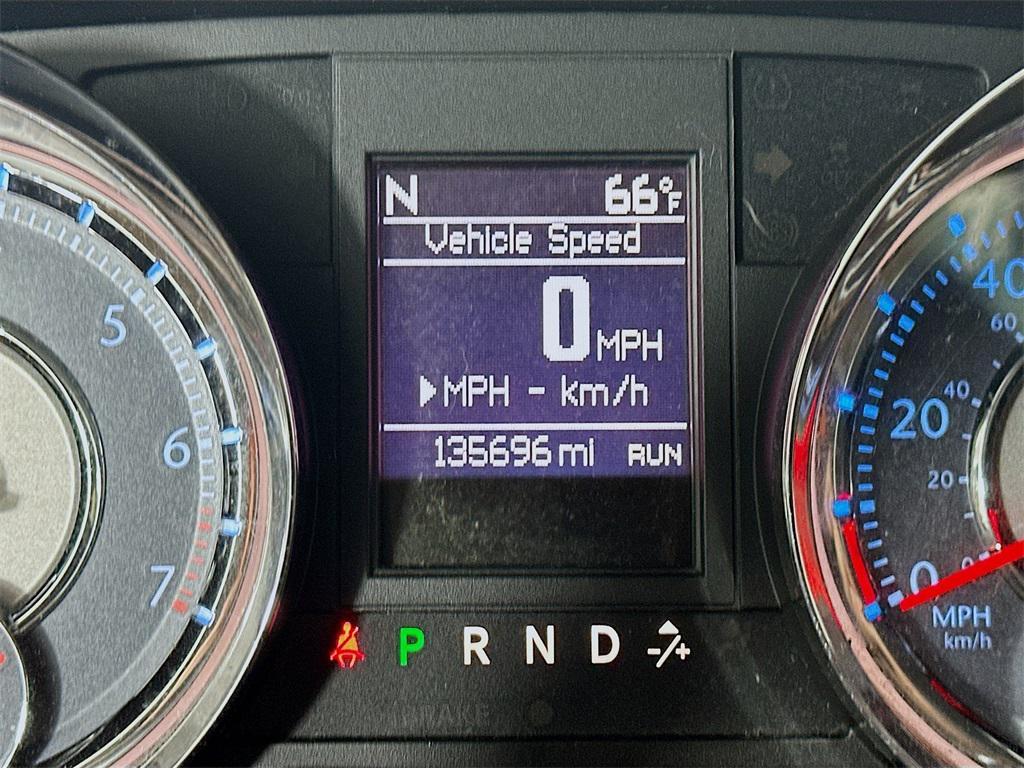 N 66°F
Vehicle Speed
0 MPH
▶MPH - km/h
135696 mi RUN
P R N D -/+
5
6
7
40
60
20
40
20
0
MPH
km/h
BRAKE